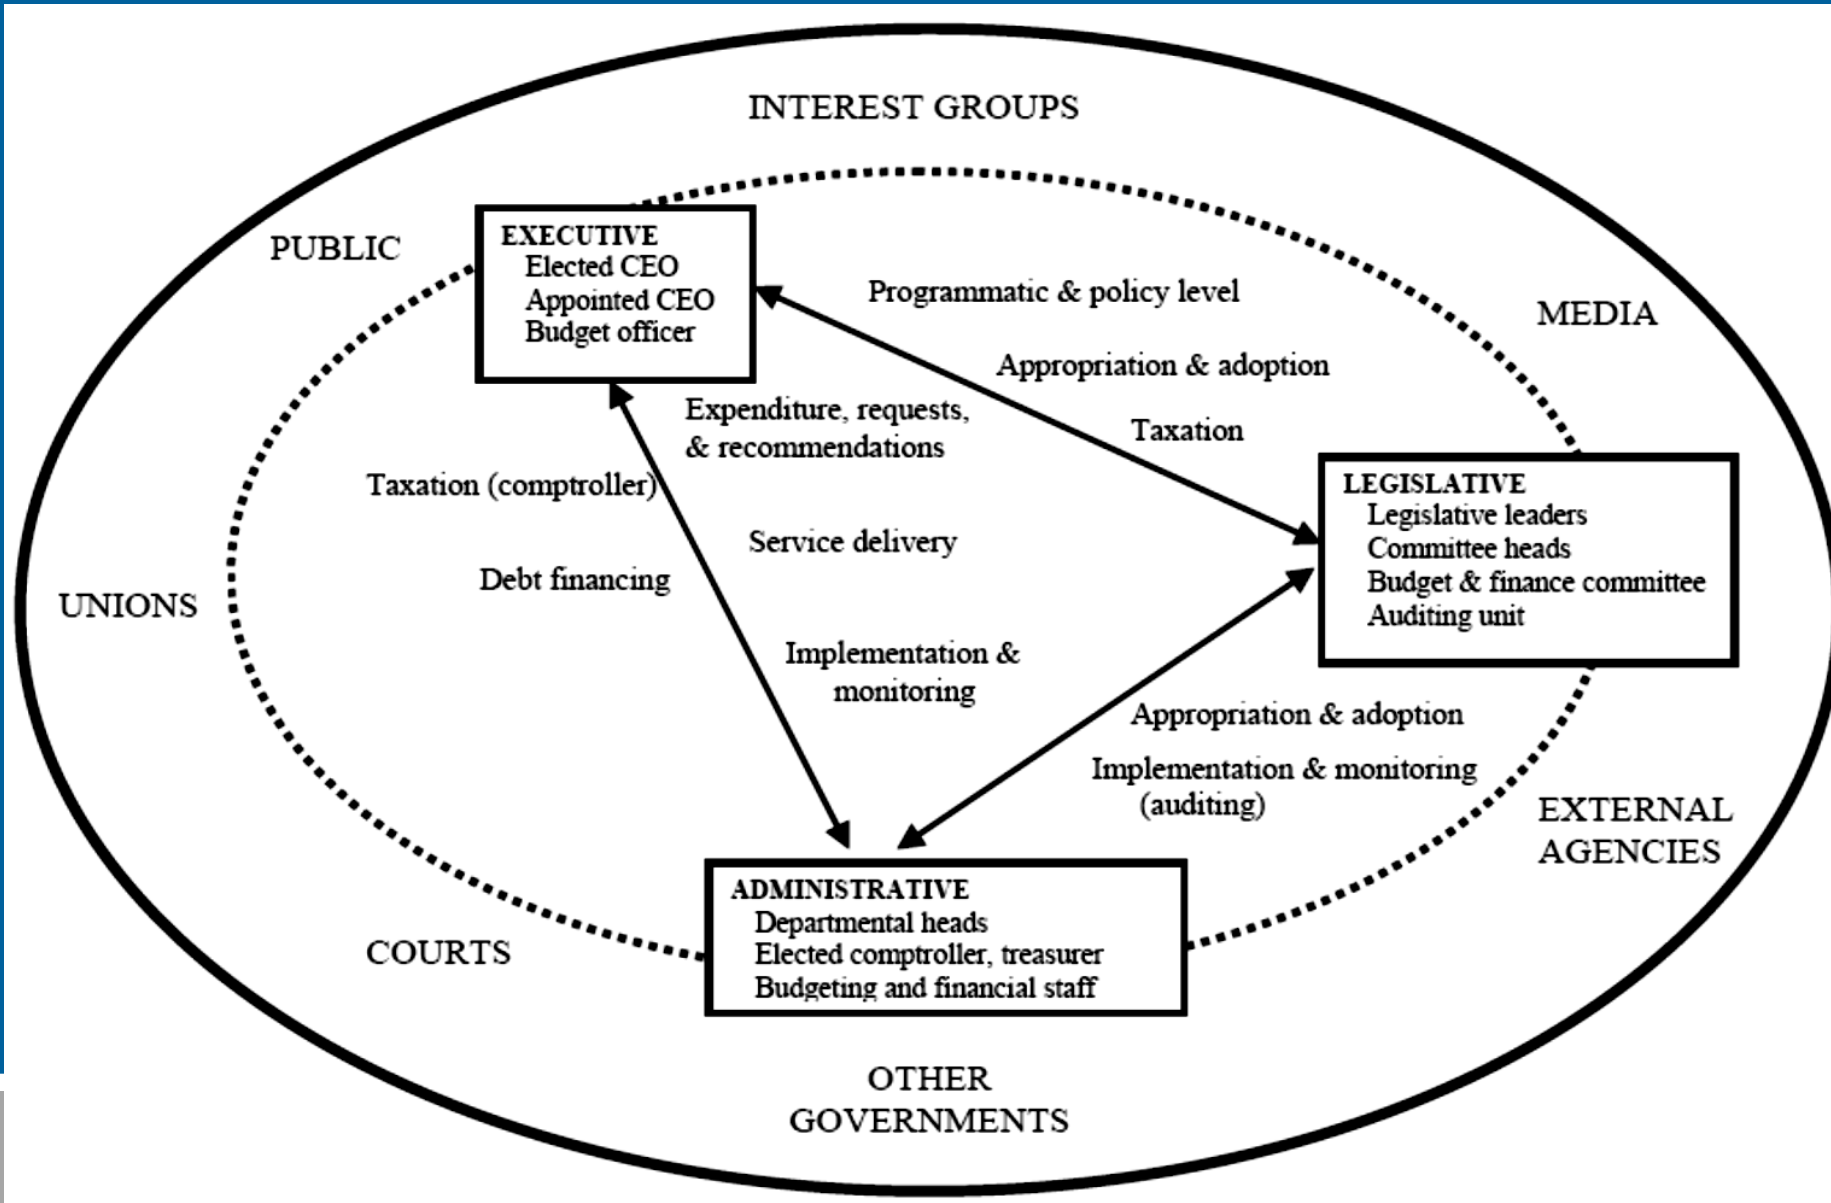 INTEREST GROUPS
PUBLIC
EXECUTIVE
Elected CEO
Appointed CEO
Budget officer
Programmatic & policy level
MEDIA
Appropriation & adoption
Expenditure, requests,
& recommendations
Taxation
Taxation (comptroller)
LEGISLATIVE
Legislative leaders
Committee heads
Budget & finance committee
Auditing unit
Service delivery
Debt financing
UNIONS
Implementation &
monitoring
Appropriation & adoption
Implementation & monitoring
(auditing)
EXTERNAL
AGENCIES
ADMINISTRATIVE
Departmental heads
Elected comptroller, treasurer
Budgeting and financial staff
COURTS
OTHER
GOVERNMENTS